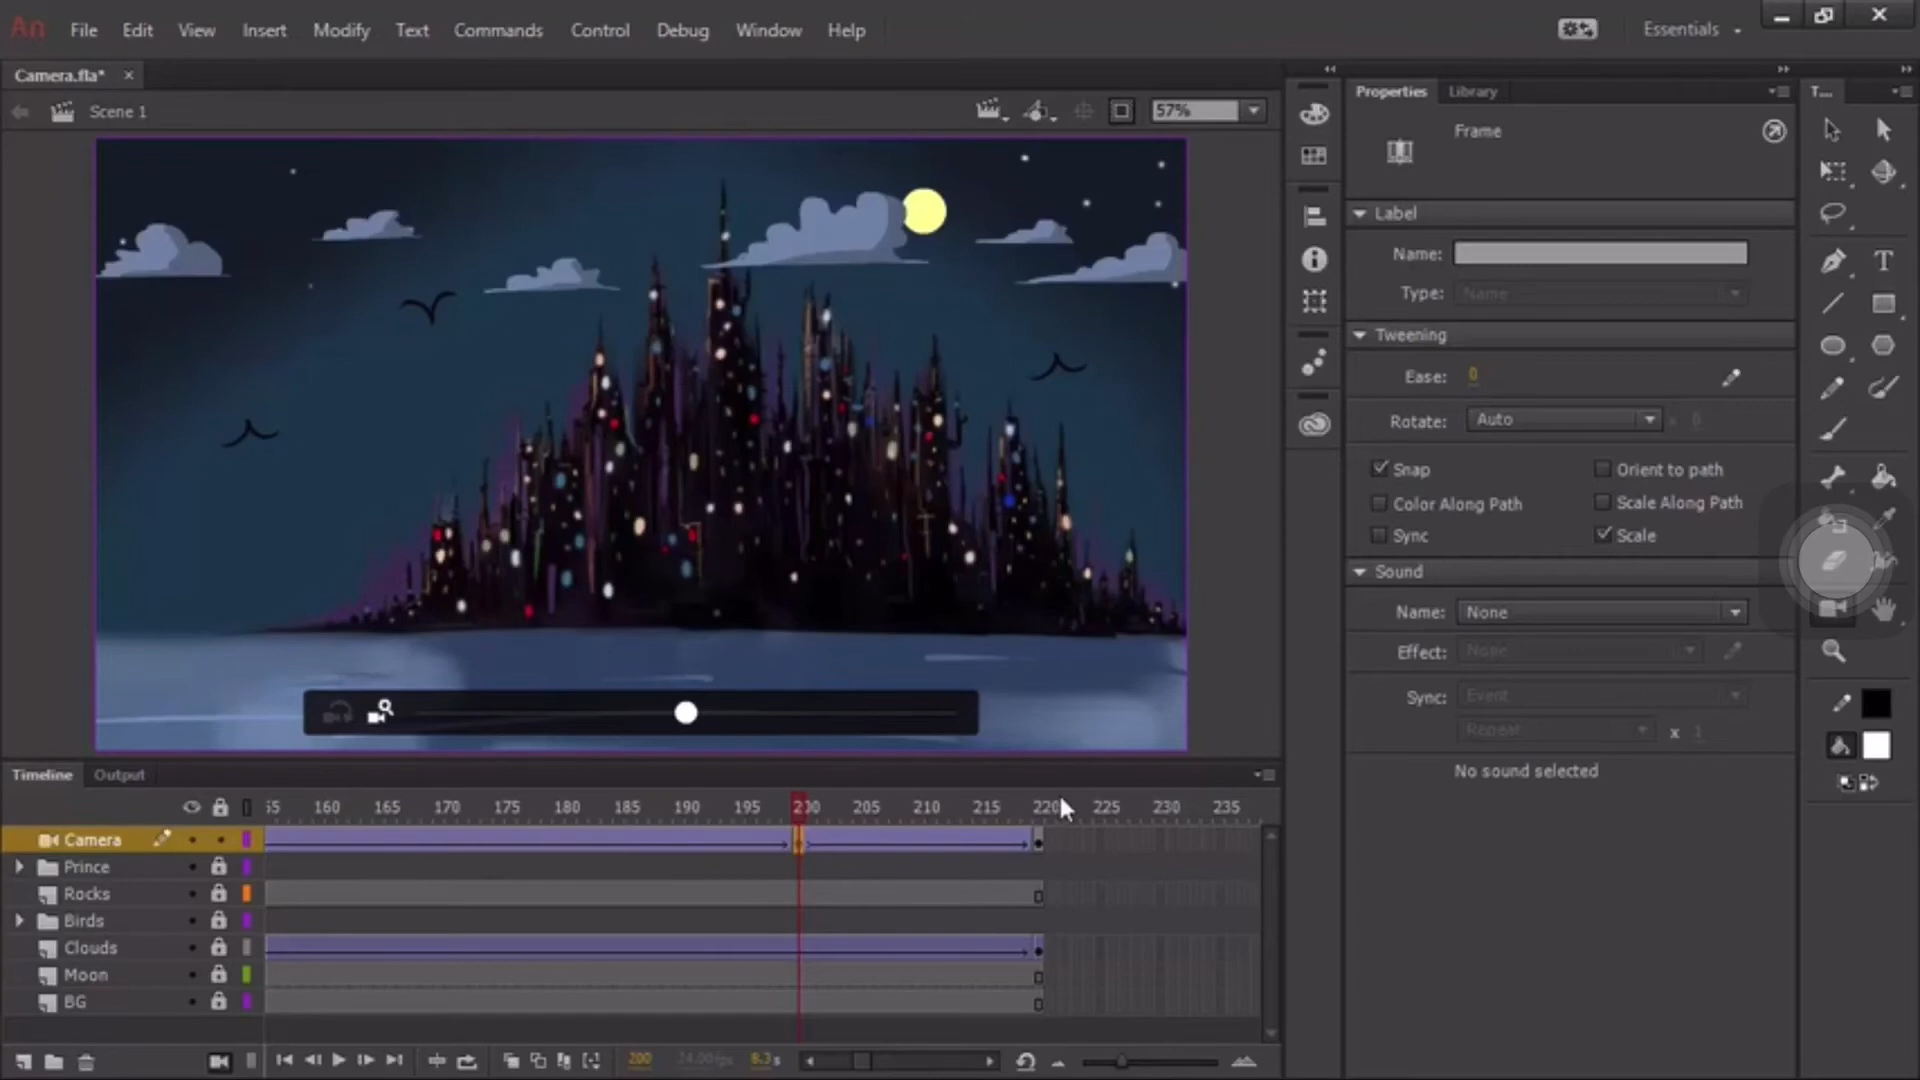 An File Edit View Insert Modify Text Commands Control Debug Window Help Essentials
Camera.fla* ×
Scene 1 57%
Properties Library T...
Frame
Label
Name:
Type: Name
Tweening
Ease: 0
Rotate: Auto x 0
Snap Orient to path
Color Along Path Scale Along Path
Sync Scale
Sound
Name: None
Effect: None
Sync: Event
Repeat x 1
No sound selected
Timeline Output
55 160 165 170 175 180 185 190 195 200 205 210 215 220 225 230 235
Camera
Prince
Rocks
Birds
Clouds
Moon
BG
200 24.00fps 8.3s